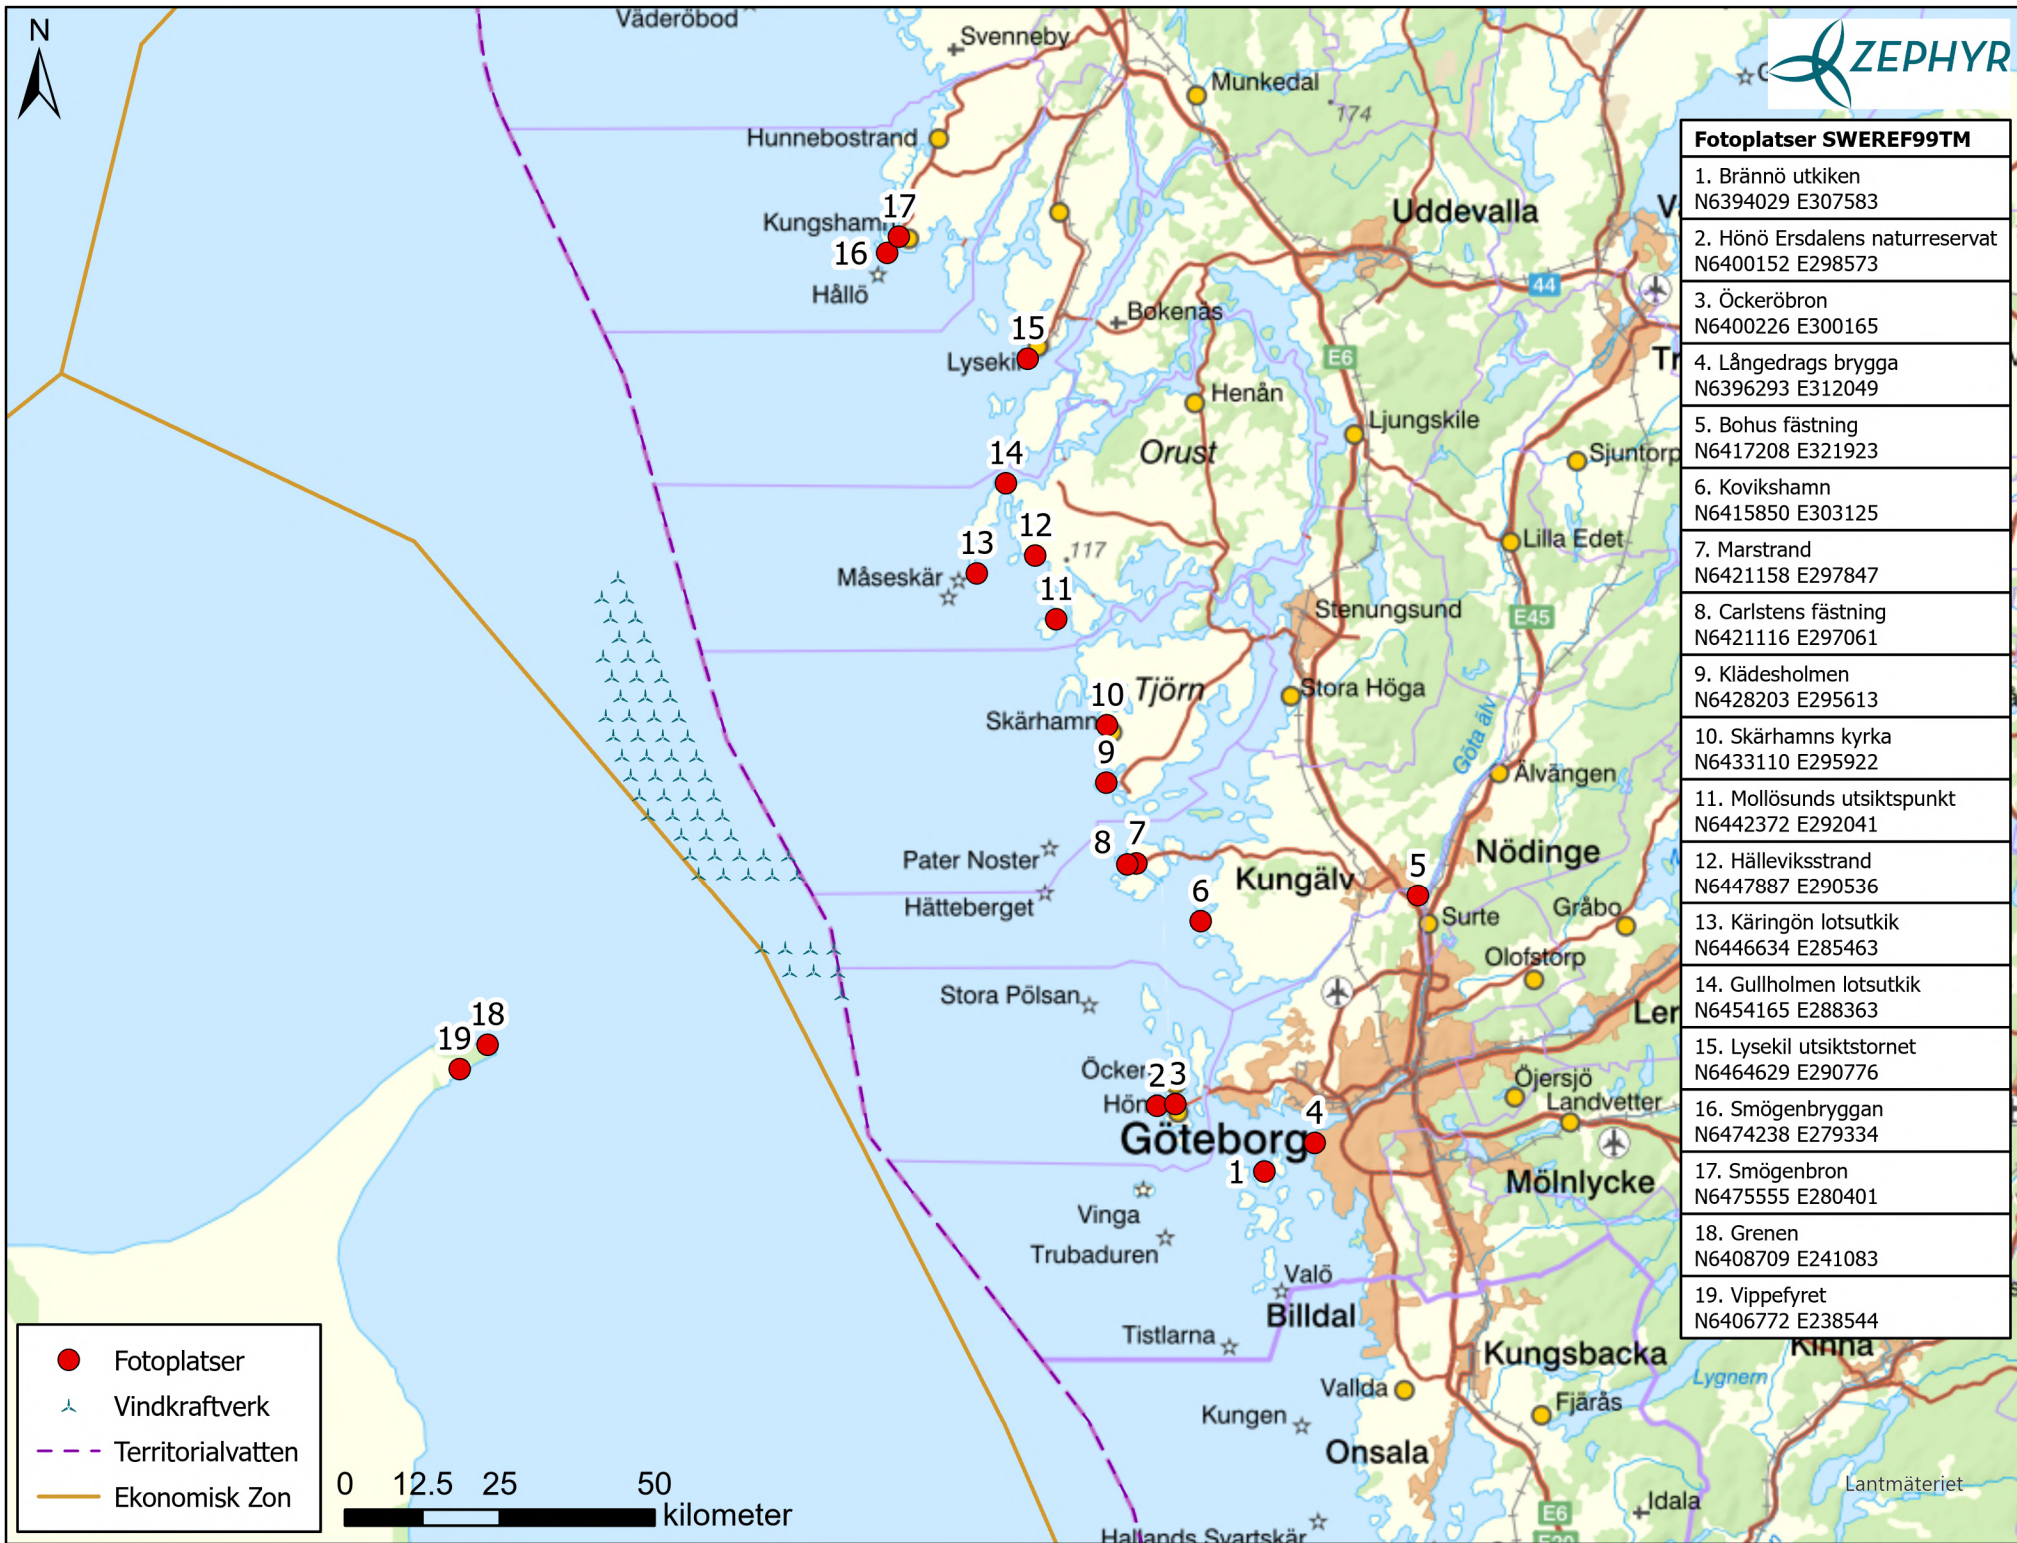 N
Väderöbod
Svenneby
Munkedal
174
Hunnebostrand
Kungshamn
17
16
Hållö
Uddevalla
44
Bokenäs
15
Lysekil
E6
Henån
Ljungskile
Orust
Sjuntorp
14
12
117
13
Måseskär
11
Lilla Edet
Stenungsund
E45
Tjörn
10
Skärhamn
Stora Höga
9
Göta älv
Älvängen
Pater Noster
8
7
Nödinge
Kungälv
5
Hätteberget
6
Surte
Gråbo
Olofstorp
Stora Pölsan
18
19
Öcker
2
3
Hön
4
Öjersjö
Landvetter
Göteborg
1
Mölnlycke
Vinga
Trubaduren
Valö
Billdal
Tistlarna
Kungsbacka
Kinna
Vallda
Lygnern
Kungen
Fjärås
Onsala
Idala
Hallands Svartskär
E6
E20
Lantmäteriet
ZEPHYR
Fotoplatser SWEREF99TM
1. Brännö utkiken
N6394029 E307583
2. Hönö Ersdalens naturreservat
N6400152 E298573
3. Öckeröbron
N6400226 E300165
4. Långedrags brygga
N6396293 E312049
5. Bohus fästning
N6417208 E321923
6. Kovikshamn
N6415850 E303125
7. Marstrand
N6421158 E297847
8. Carlstens fästning
N6421116 E297061
9. Klädesholmen
N6428203 E295613
10. Skärhamns kyrka
N6433110 E295922
11. Mollösunds utsiktspunkt
N6442372 E292041
12. Hälleviksstrand
N6447887 E290536
13. Käringön lotsutkik
N6446634 E285463
14. Gullholmen lotsutkik
N6454165 E288363
15. Lysekil utsiktstornet
N6464629 E290776
16. Smögenbryggan
N6474238 E279334
17. Smögenbron
N6475555 E280401
18. Grenen
N6408709 E241083
19. Vippefyret
N6406772 E238544
Fotoplatser
Vindkraftverk
Territorialvatten
Ekonomisk Zon
0 12.5 25 50
kilometer